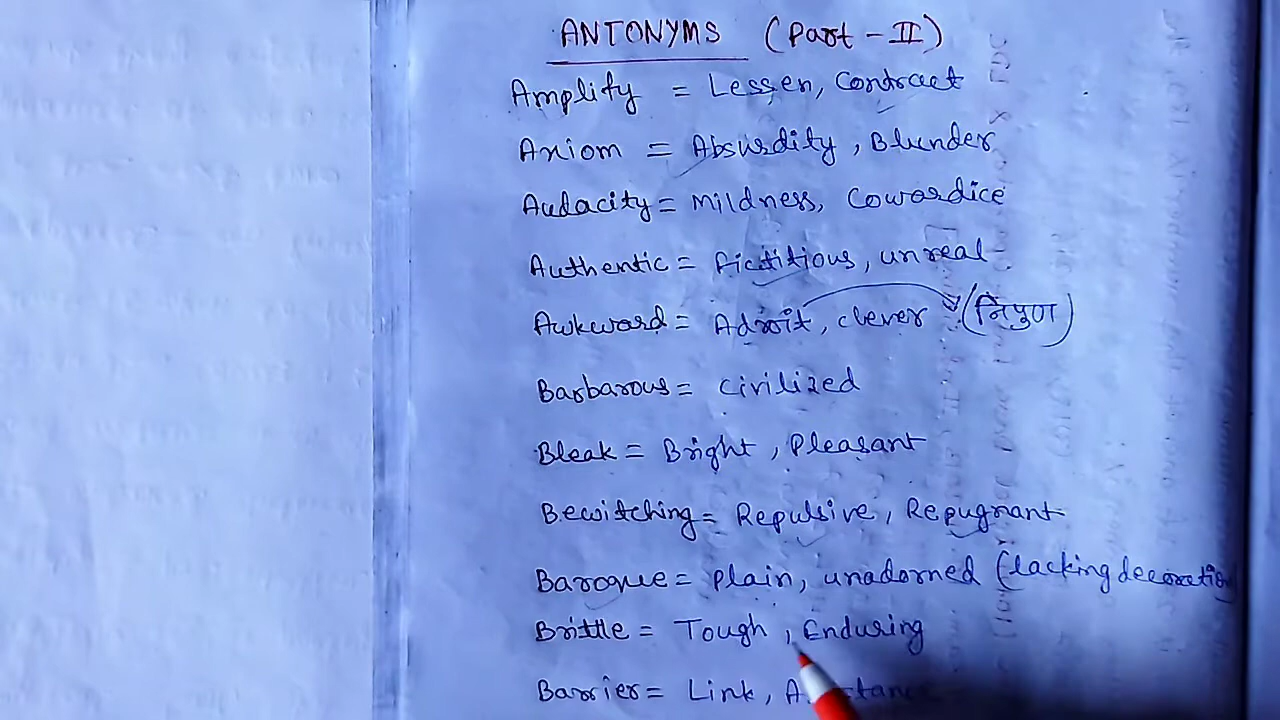 ANTONYMS (Part - II)
Amplify = Lessen, Contract
Axiom = Absurdity, Blunder
Audacity = Mildness, Cowardice
Authentic = Fictitious, unreal
Awkward = Adroit, clever (निपुण)
Barbarous = Civilized
Bleak = Bright, Pleasant
Bewitching = Repulsive, Repugnant
Baroque = Plain, unadorned (lacking decoration)
Brittle = Tough, Enduring
Barrier = Link,